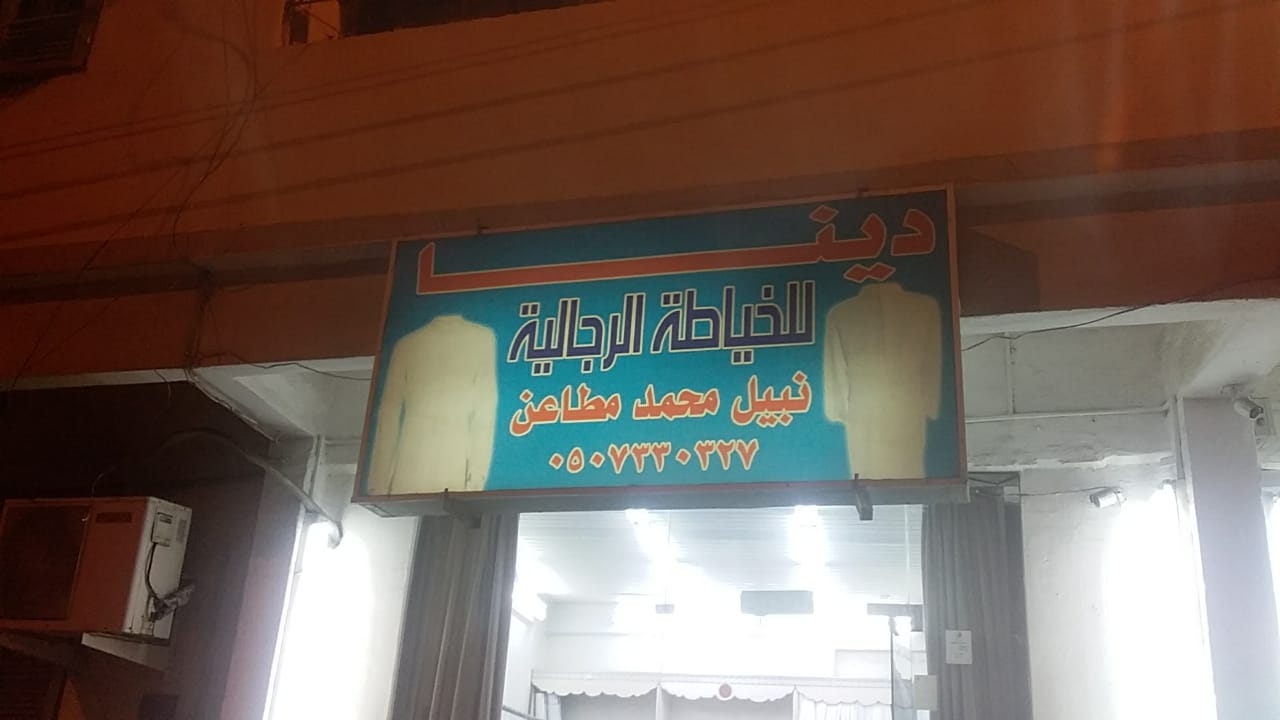 دينا
للخياطة الرجالية
نبيل محمد مطاعن
٠٥٠٧٣٣٠٣٢٧